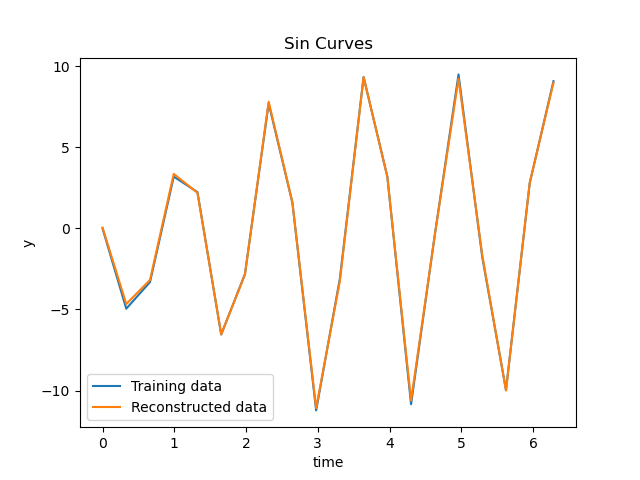 Sin Curves
10
5
0
−5
−10
y
0 1 2 3 4 5 6
time
Training data
Reconstructed data